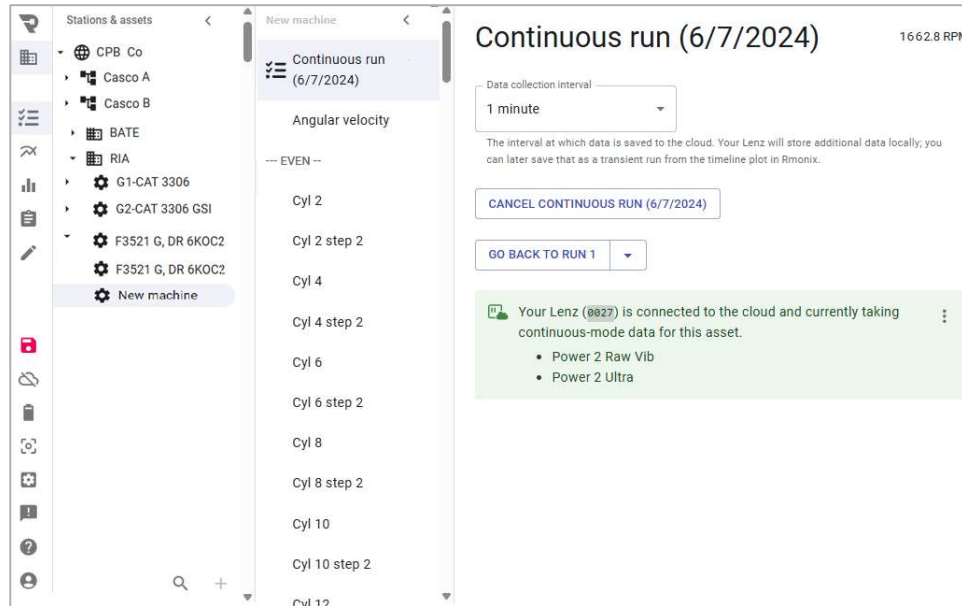 Stations & assets
CPB Co
Casco A
Casco B
BATE
RIA
G1-CAT 3306
G2-CAT 3306 GSI
F3521 G, DR 6KOC2
F3521 G, DR 6KOC2
New machine
New machine
Continuous run
(6/7/2024)
Angular velocity
--- EVEN --
Cyl 2
Cyl 2 step 2
Cyl 4
Cyl 4 step 2
Cyl 6
Cyl 6 step 2
Cyl 8
Cyl 8 step 2
Cyl 10
Cyl 10 step 2
Cyl 12
Continuous run (6/7/2024)
1662.8 RPM
Data collection interval
1 minute
The interval at which data is saved to the cloud. Your Lenz will store additional data locally; you
can later save that as a transient run from the timeline plot in Rmonix.
CANCEL CONTINUOUS RUN (6/7/2024)
GO BACK TO RUN 1
Your Lenz (0027) is connected to the cloud and currently taking
continuous-mode data for this asset.
• Power 2 Raw Vib
• Power 2 Ultra